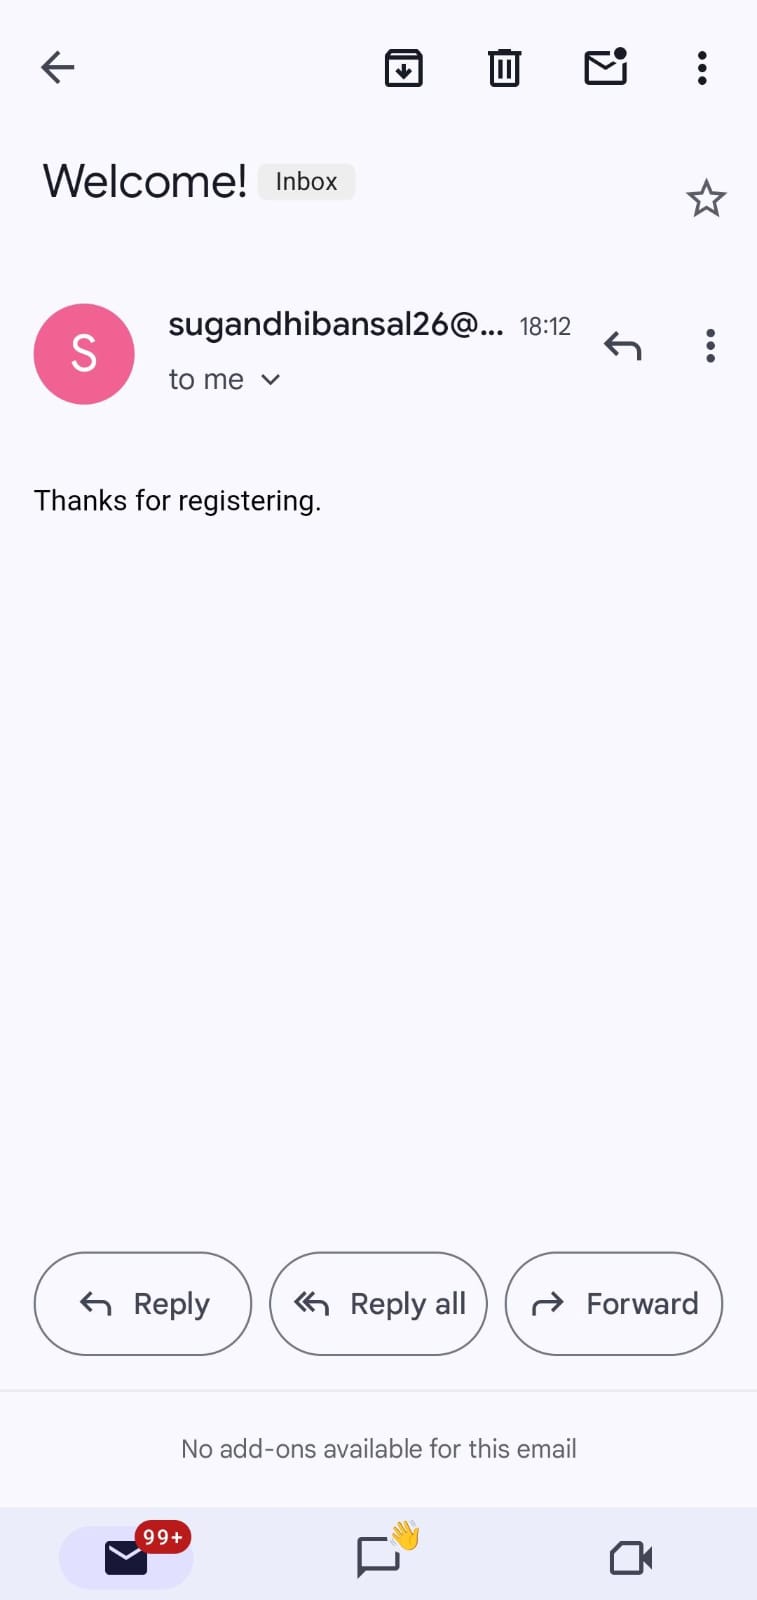 Welcome! Inbox
sugandhibansal26@... 18:12
to me
S
Thanks for registering.
Reply
Reply all
Forward
No add-ons available for this email
99+